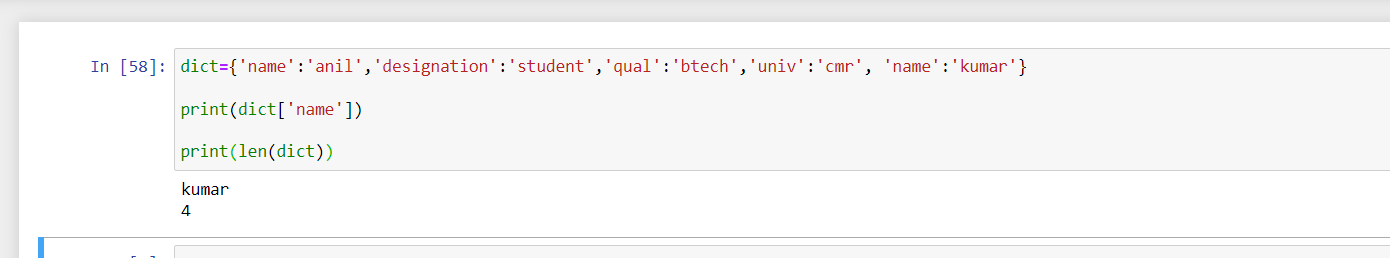 In [58]: dict={'name':'anil','designation':'student','qual':'btech','univ':'cmr', 'name':'kumar'}
print(dict['name'])
print(len(dict))
kumar
4